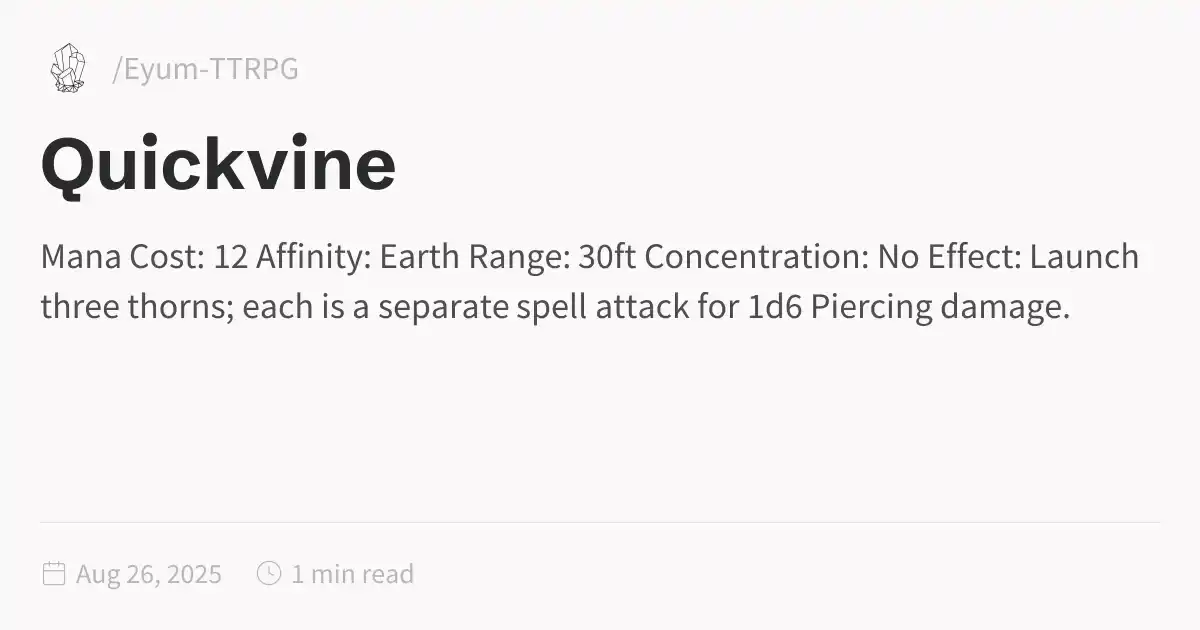 /Eyum-TTRPG
Quickvine
Mana Cost: 12 Affinity: Earth Range: 30ft Concentration: No Effect: Launch
three thorns; each is a separate spell attack for 1d6 Piercing damage.
Aug 26, 2025 1 min read